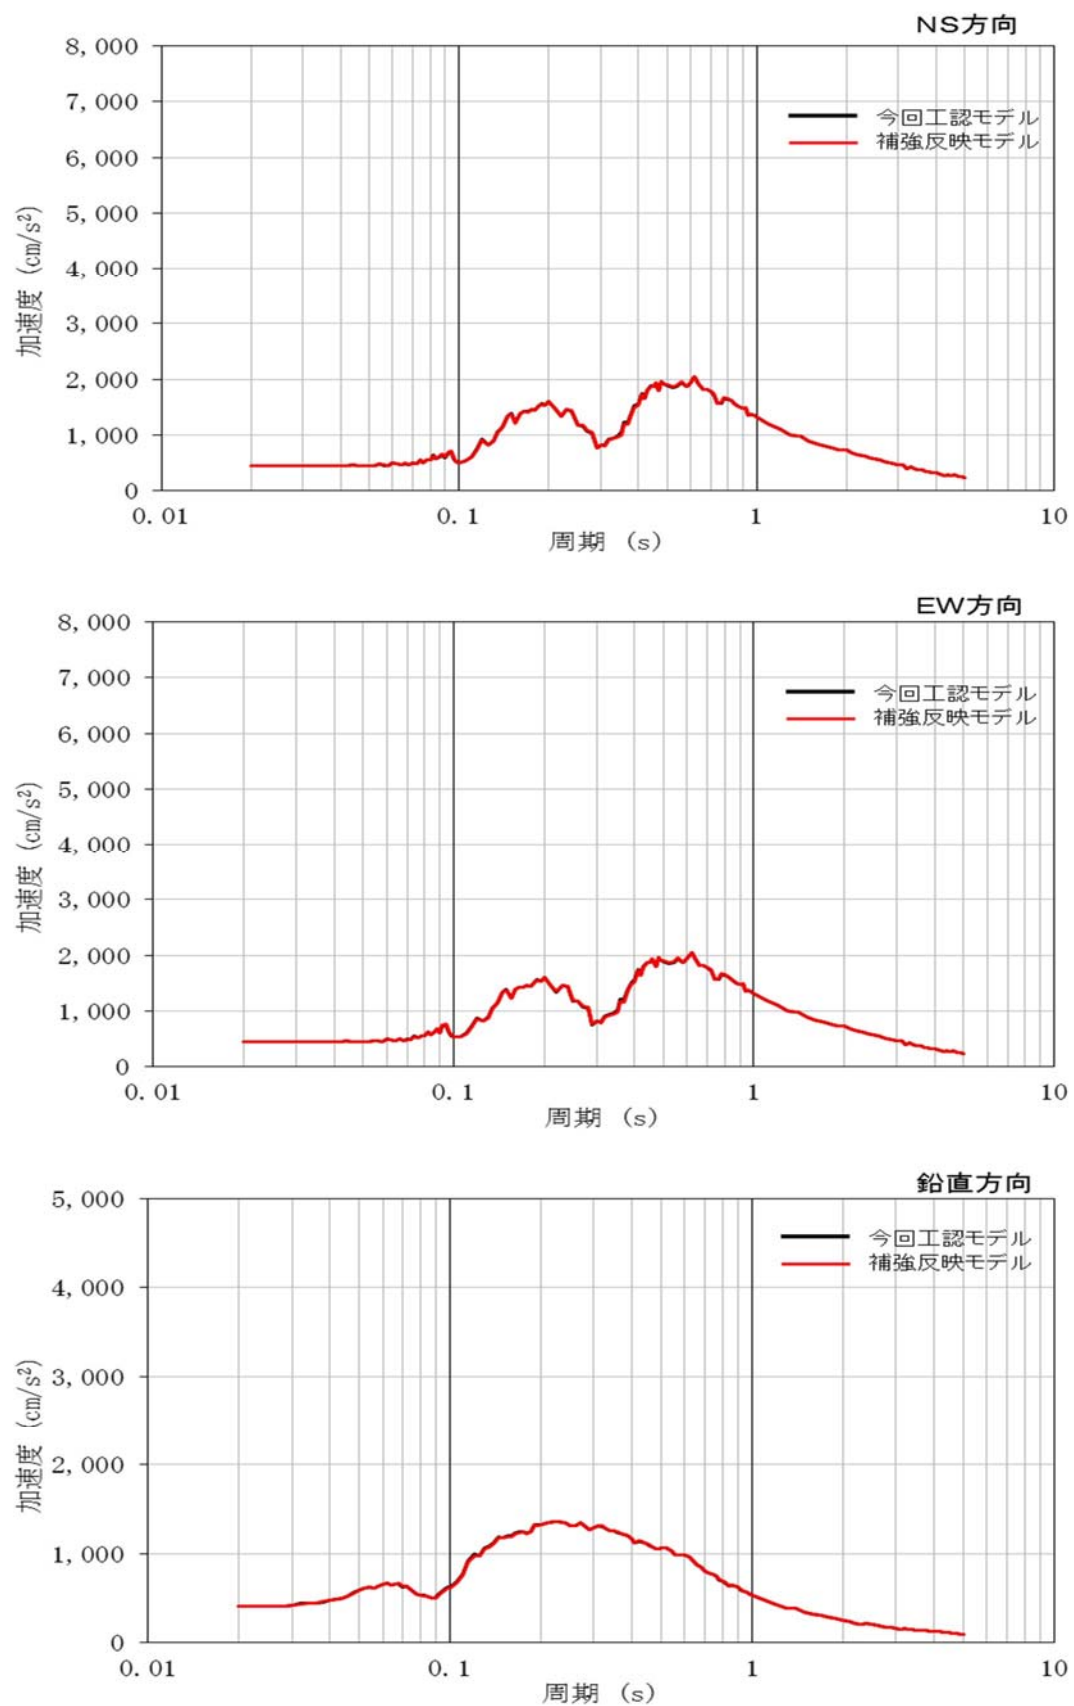 NS方向
8,000
7,000
6,000
5,000
4,000
3,000
2,000
1,000
0
加速度 (cm/s²)
今回工認モデル
補強反映モデル
0.01 0.1 1 10
周期 (s)
EW方向
8,000
7,000
6,000
5,000
4,000
3,000
2,000
1,000
0
加速度 (cm/s²)
今回工認モデル
補強反映モデル
0.01 0.1 1 10
周期 (s)
鉛直方向
5,000
4,000
3,000
2,000
1,000
0
加速度 (cm/s²)
今回工認モデル
補強反映モデル
0.01 0.1 1 10
周期 (s)